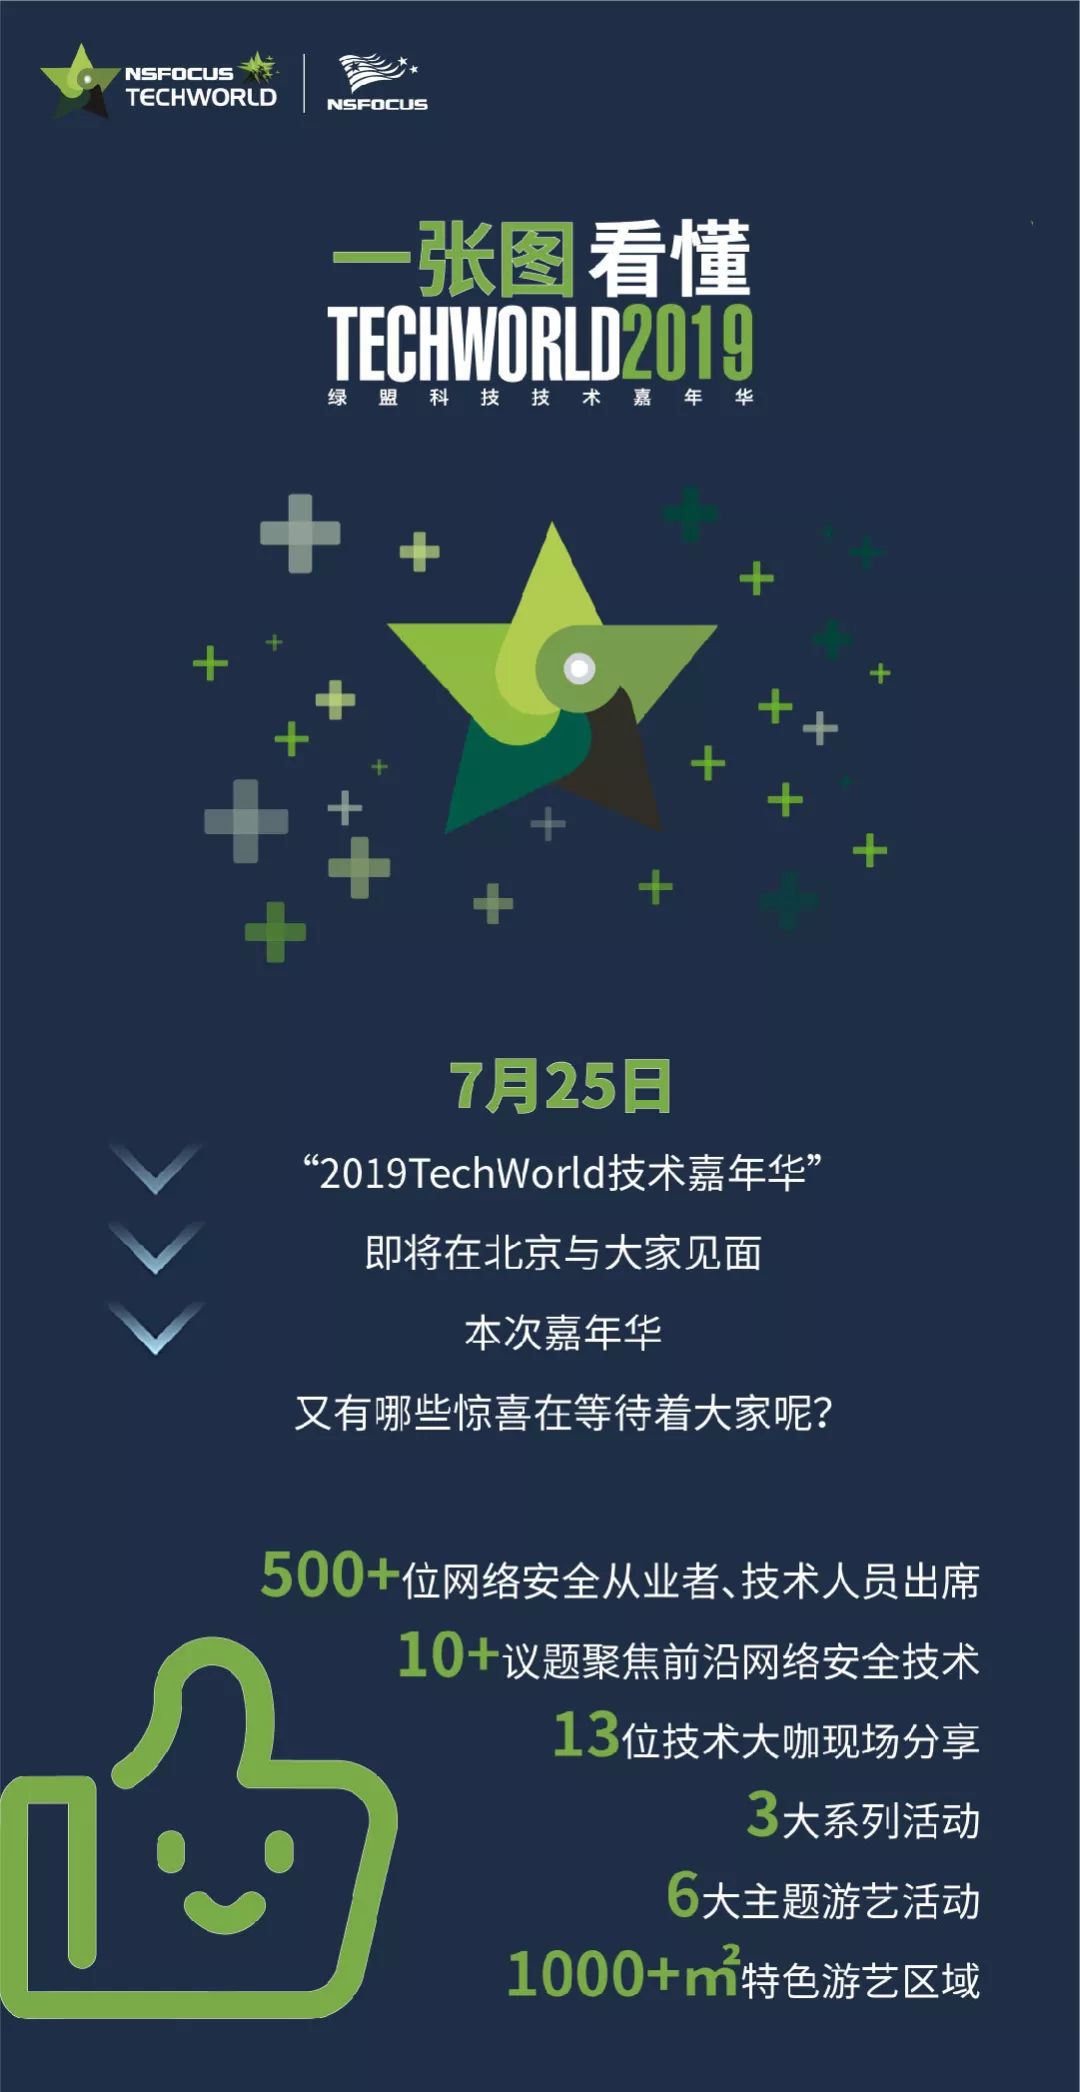 NSFOCUS
TECHWORLD
NSFOCUS
一张图看懂
TECHWORLD2019
绿盟科技技术嘉年华
7月25日
“2019TechWorld技术嘉年华”
即将在北京与大家见面
本次嘉年华
又有哪些惊喜在等待着大家呢?
500+位网络安全从业者、技术人员出席
10+议题聚焦前沿网络安全技术
13位技术大咖现场分享
3大系列活动
6大主题游艺活动
1000+㎡特色游艺区域